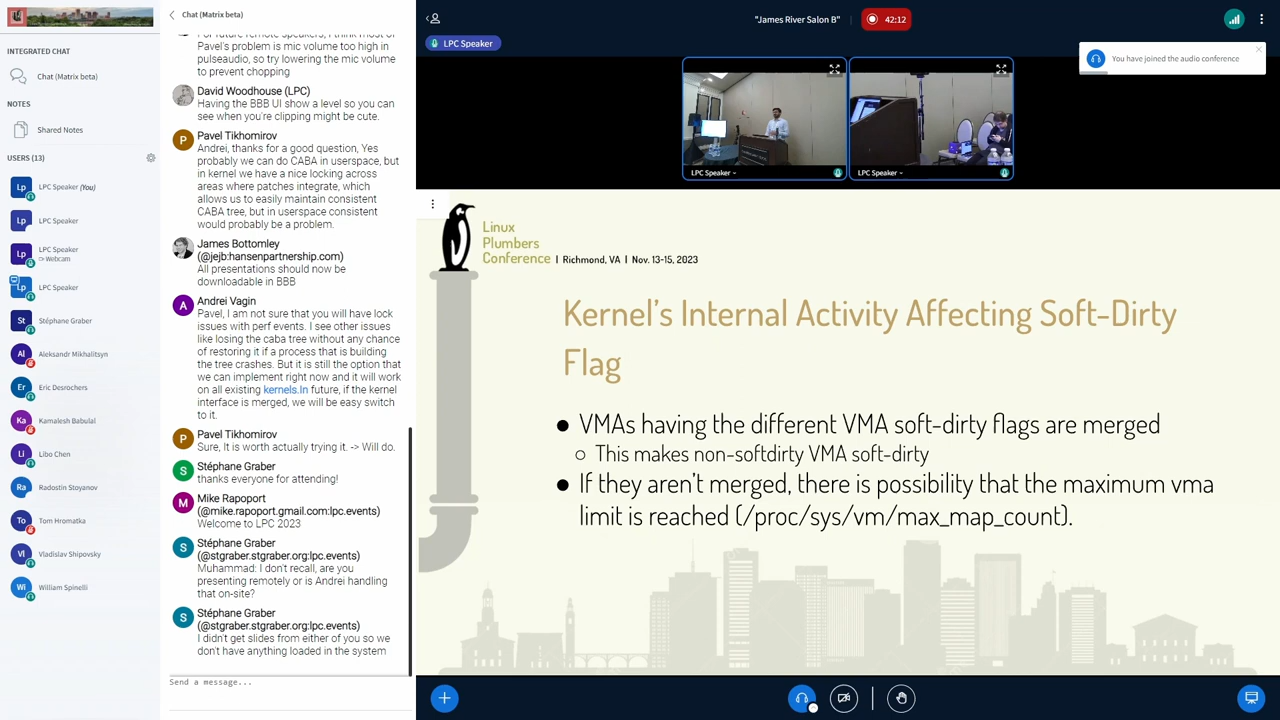 INTEGRATED CHAT
Chat (Matrix beta)
NOTES
Shared Notes
USERS (13)
Lp LPC Speaker (You)
Lp LPC Speaker
Lp LPC Speaker
Webcam
Lp LPC Speaker
St Stéphane Graber
Al Aleksandr Mikhalitsyn
Er Eric Desrochers
Ka Kamalesh Babulal
Li Libo Chen
Ra Radostin Stoyanov
To Tom Hromatka
Vl Vladislav Shipovsky
Wi William Spinelli
Chat (Matrix beta)
For future remote speakers, I think most of
Pavel's problem is mic volume too high in
pulseaudio, so try lowering the mic volume
to prevent chopping
David Woodhouse (LPC)
Having the BBB UI show a level so you can
see when you're clipping might be cute.
P Pavel Tikhomirov
Andrei, thanks for a good question, Yes
probably we can do CABA in userspace, but
in kernel we have a nice locking across
areas where patches integrate, which
allows us to easily maintain consistent
CABA tree, but in userspace consistent
would probably be a problem.
James Bottomley
(@jejb:hansenpartnership.com)
All presentations should now be
downloadable in BBB
A Andrei Vagin
Pavel, I am not sure that you will have lock
issues with perf events. I see other issues
like losing the caba tree without any chance
of restoring it if a process that is building
the tree crashes. But it is still the option that
we can implement right now and it will work
on all existing kernels.In future, if the kernel
interface is merged, we will be easy switch
to it.
P Pavel Tikhomirov
Sure, It is worth actually trying it. -> Will do.
S Stéphane Graber
thanks everyone for attending!
M Mike Rapoport
(@mike.rapoport.gmail.com:lpc.events)
Welcome to LPC 2023
S Stéphane Graber
(@stgraber.stgraber.org:lpc.events)
Muhammad: I don't recall, are you
presenting remotely or is Andrei handling
that on-site?
S Stéphane Graber
(@stgraber.stgraber.org:lpc.events)
I didn't get slides from either of you so we
don't have anything loaded in the system
Send a message...
"James River Salon B"
42:12
LPC Speaker
You have joined the audio conference
LPC Speaker
LPC Speaker
Linux
Plumbers
Conference | Richmond, VA | Nov. 13-15, 2023
Kernel's Internal Activity Affecting Soft-Dirty
Flag
● VMAs having the different VMA soft-dirty flags are merged
○ This makes non-softdirty VMA soft-dirty
● If they aren't merged, there is possibility that the maximum vma
limit is reached (/proc/sys/vm/max_map_count).